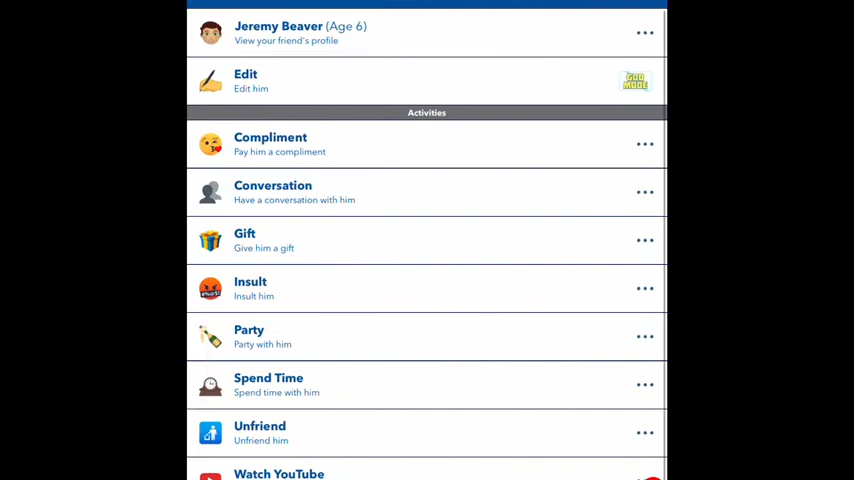 Jeremy Beaver (Age 6)
View your friend's profile
Edit
Edit him
GOD
MODE
Activities
Compliment
Pay him a compliment
Conversation
Have a conversation with him
Gift
Give him a gift
Insult
Insult him
Party
Party with him
Spend Time
Spend time with him
Unfriend
Unfriend him
Watch YouTube